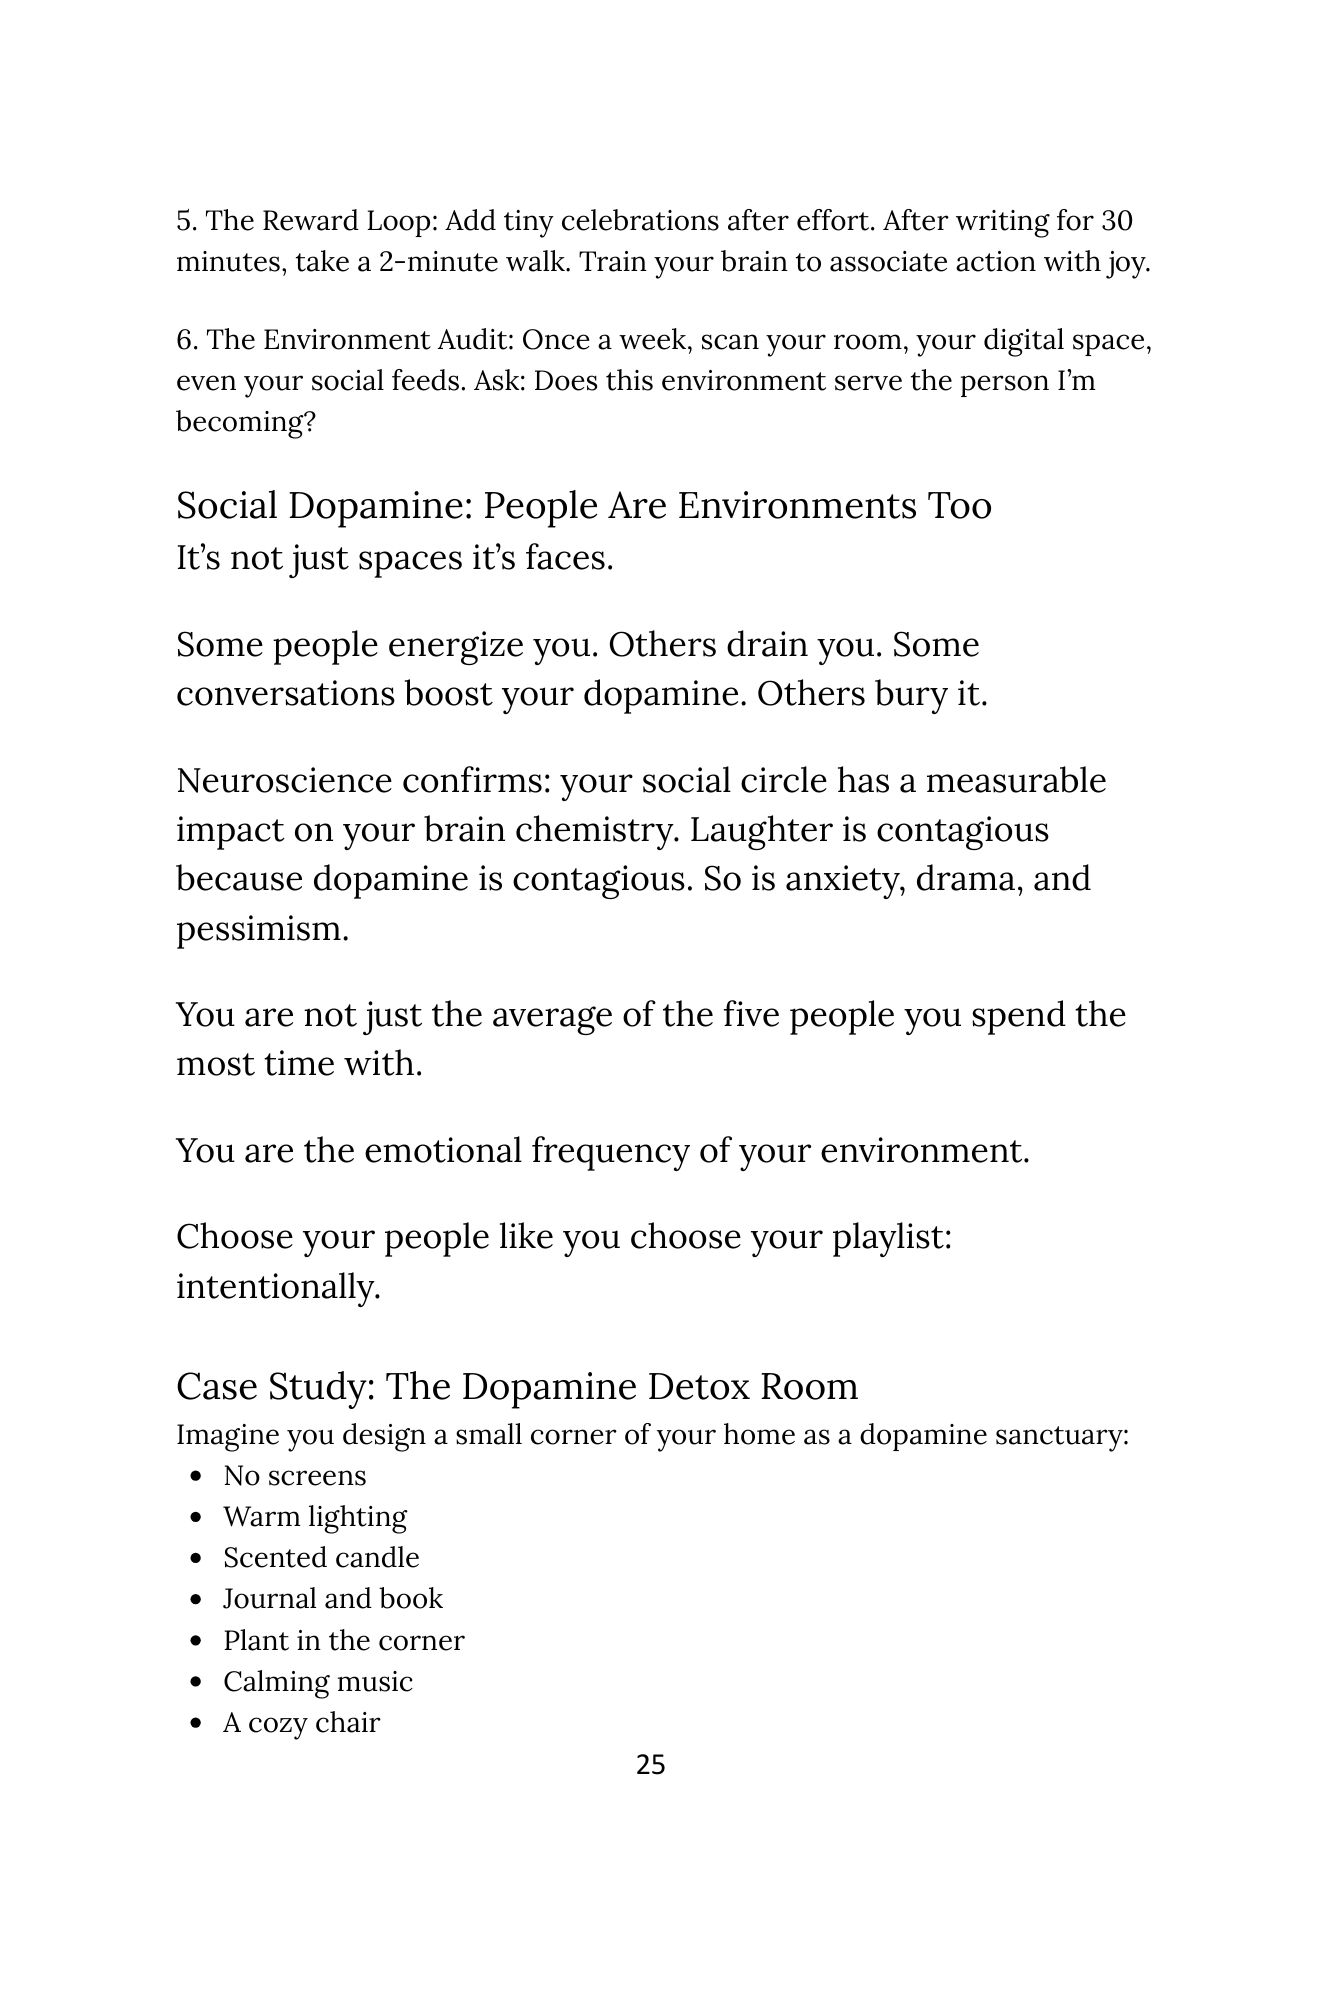 5. The Reward Loop: Add tiny celebrations after effort. After writing for 30
minutes, take a 2-minute walk. Train your brain to associate action with joy.
6. The Environment Audit: Once a week, scan your room, your digital space,
even your social feeds. Ask: Does this environment serve the person I’m
becoming?
Social Dopamine: People Are Environments Too
It’s not just spaces it’s faces.
Some people energize you. Others drain you. Some
conversations boost your dopamine. Others bury it.
Neuroscience confirms: your social circle has a measurable
impact on your brain chemistry. Laughter is contagious
because dopamine is contagious. So is anxiety, drama, and
pessimism.
You are not just the average of the five people you spend the
most time with.
You are the emotional frequency of your environment.
Choose your people like you choose your playlist:
intentionally.
Case Study: The Dopamine Detox Room
Imagine you design a small corner of your home as a dopamine sanctuary:
• No screens
• Warm lighting
• Scented candle
• Journal and book
• Plant in the corner
• Calming music
• A cozy chair
25